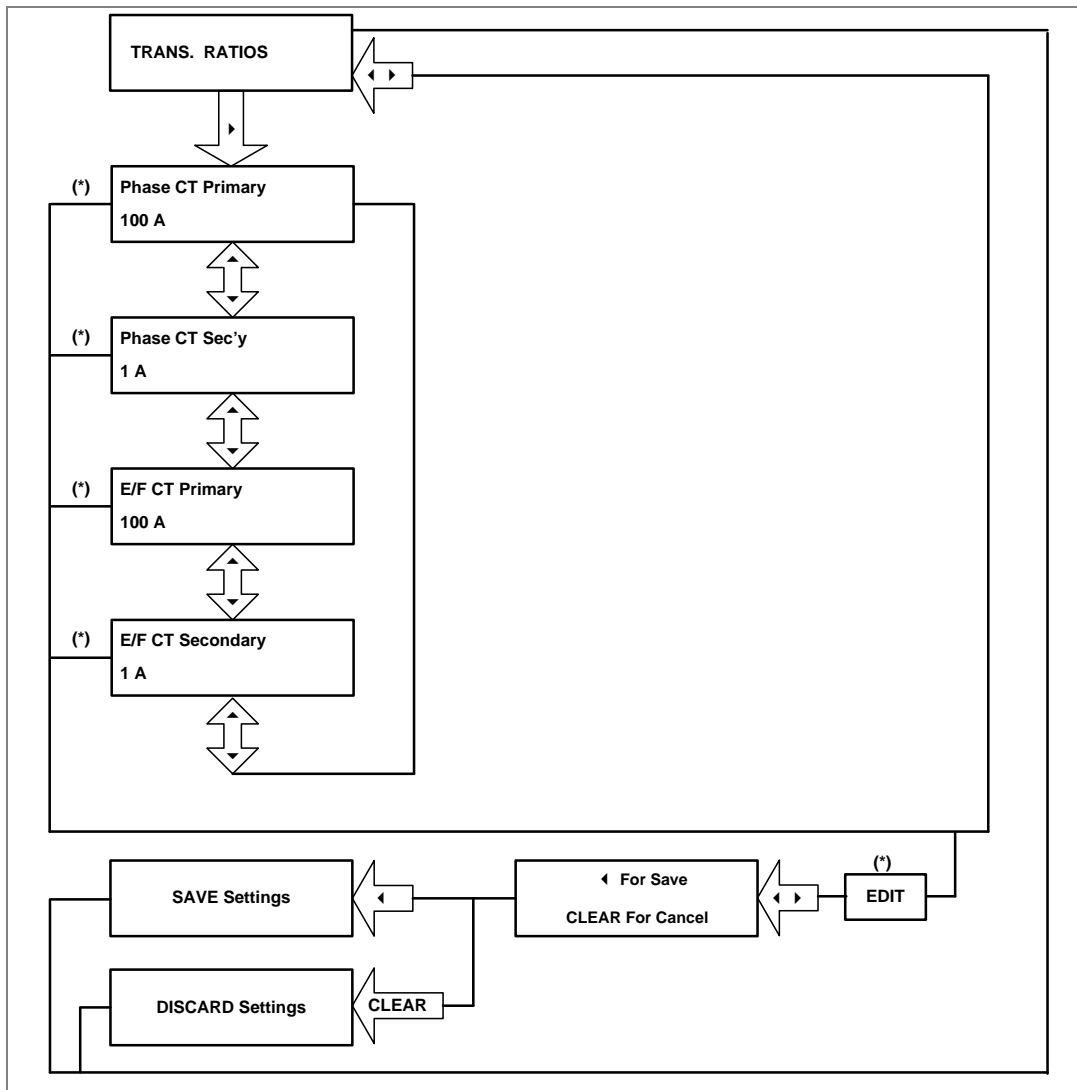 TRANS. RATIOS
(*)
Phase CT Primary
100 A
(*)
Phase CT Sec’y
1 A
(*)
E/F CT Primary
100 A
(*)
E/F CT Secondary
1 A
SAVE Settings
For Save
CLEAR For Cancel
(*)
EDIT
DISCARD Settings
CLEAR